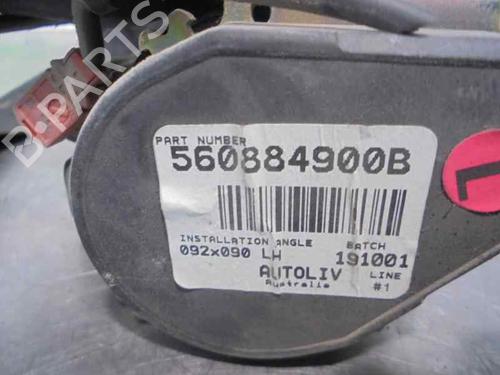 B-PARTS
PART NUMBER
560884900B
INSTALLATION ANGLE BATCH
092x090 LH 191001
AUTOLIV LINE
Australia #1
L